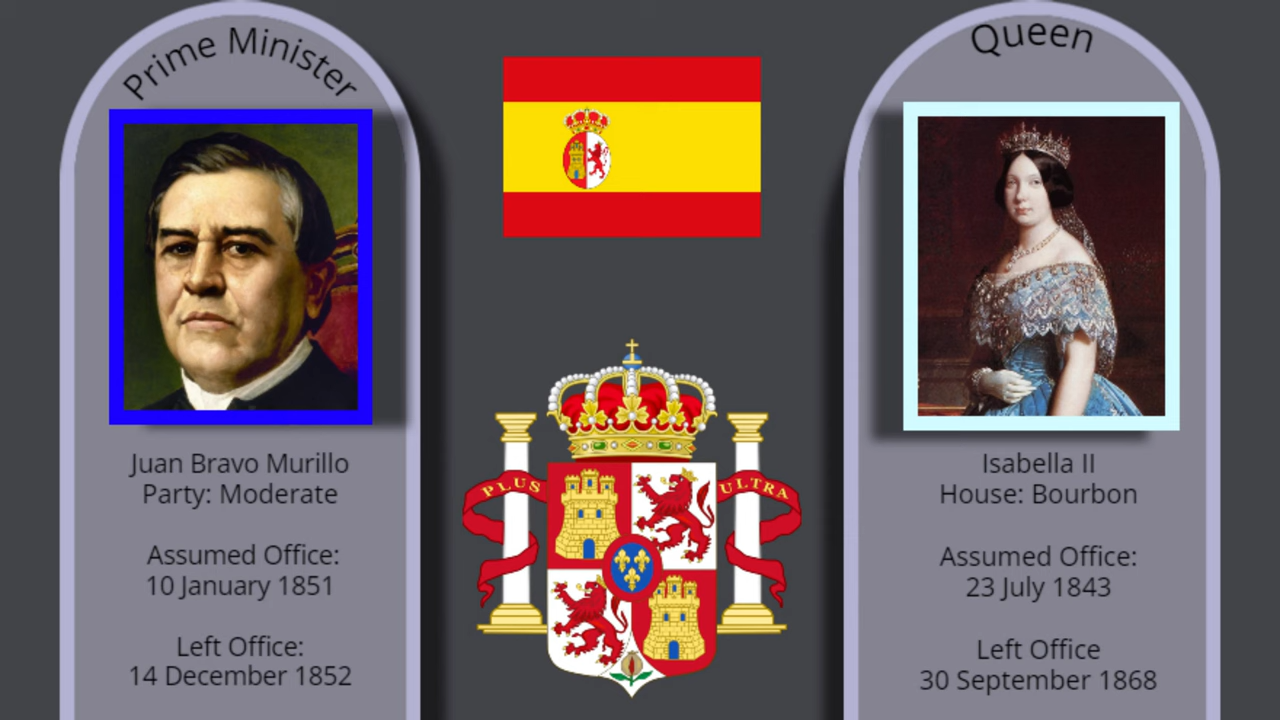 Prime Minister
Juan Bravo Murillo
Party: Moderate
Assumed Office:
10 January 1851
Left Office:
14 December 1852
PLUS
ULTRA
Queen
Isabella II
House: Bourbon
Assumed Office:
23 July 1843
Left Office
30 September 1868